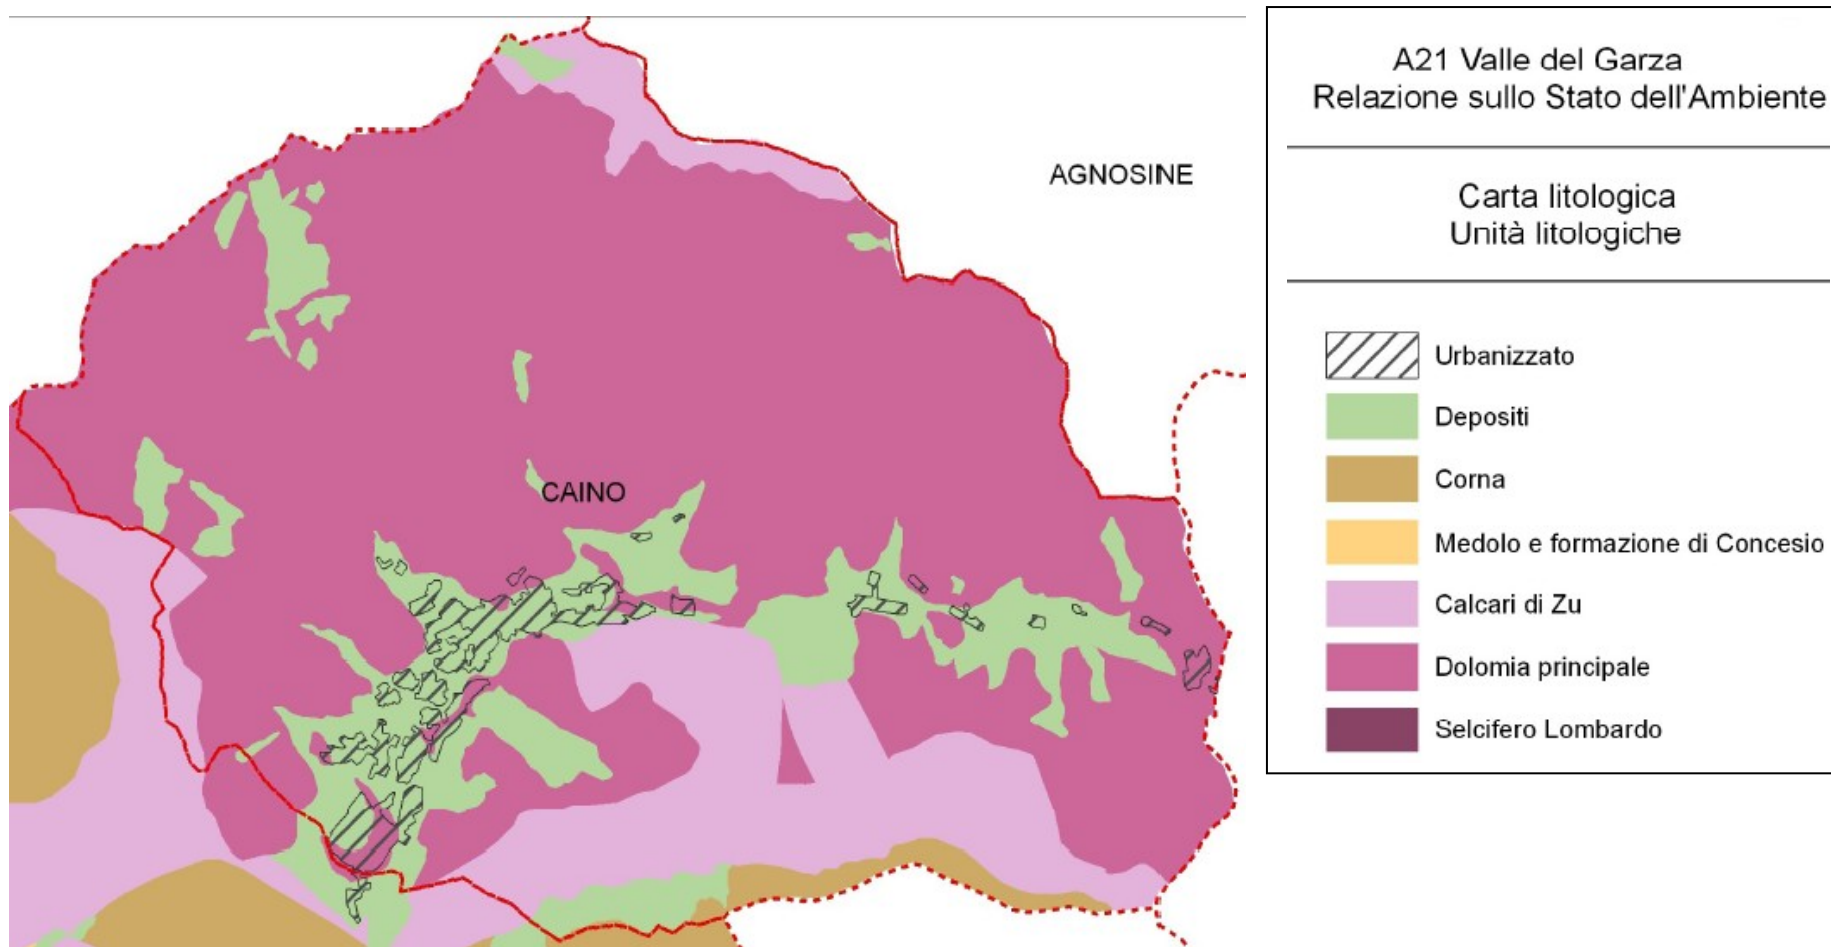 AGNOSINE
CAINO
A21 Valle del Garza
Relazione sullo Stato dell'Ambiente
Carta litologica
Unità litologiche
Urbanizzato
Depositi
Corna
Medolo e formazione di Concesio
Calcari di Zu
Dolomia principale
Selcifero Lombardo